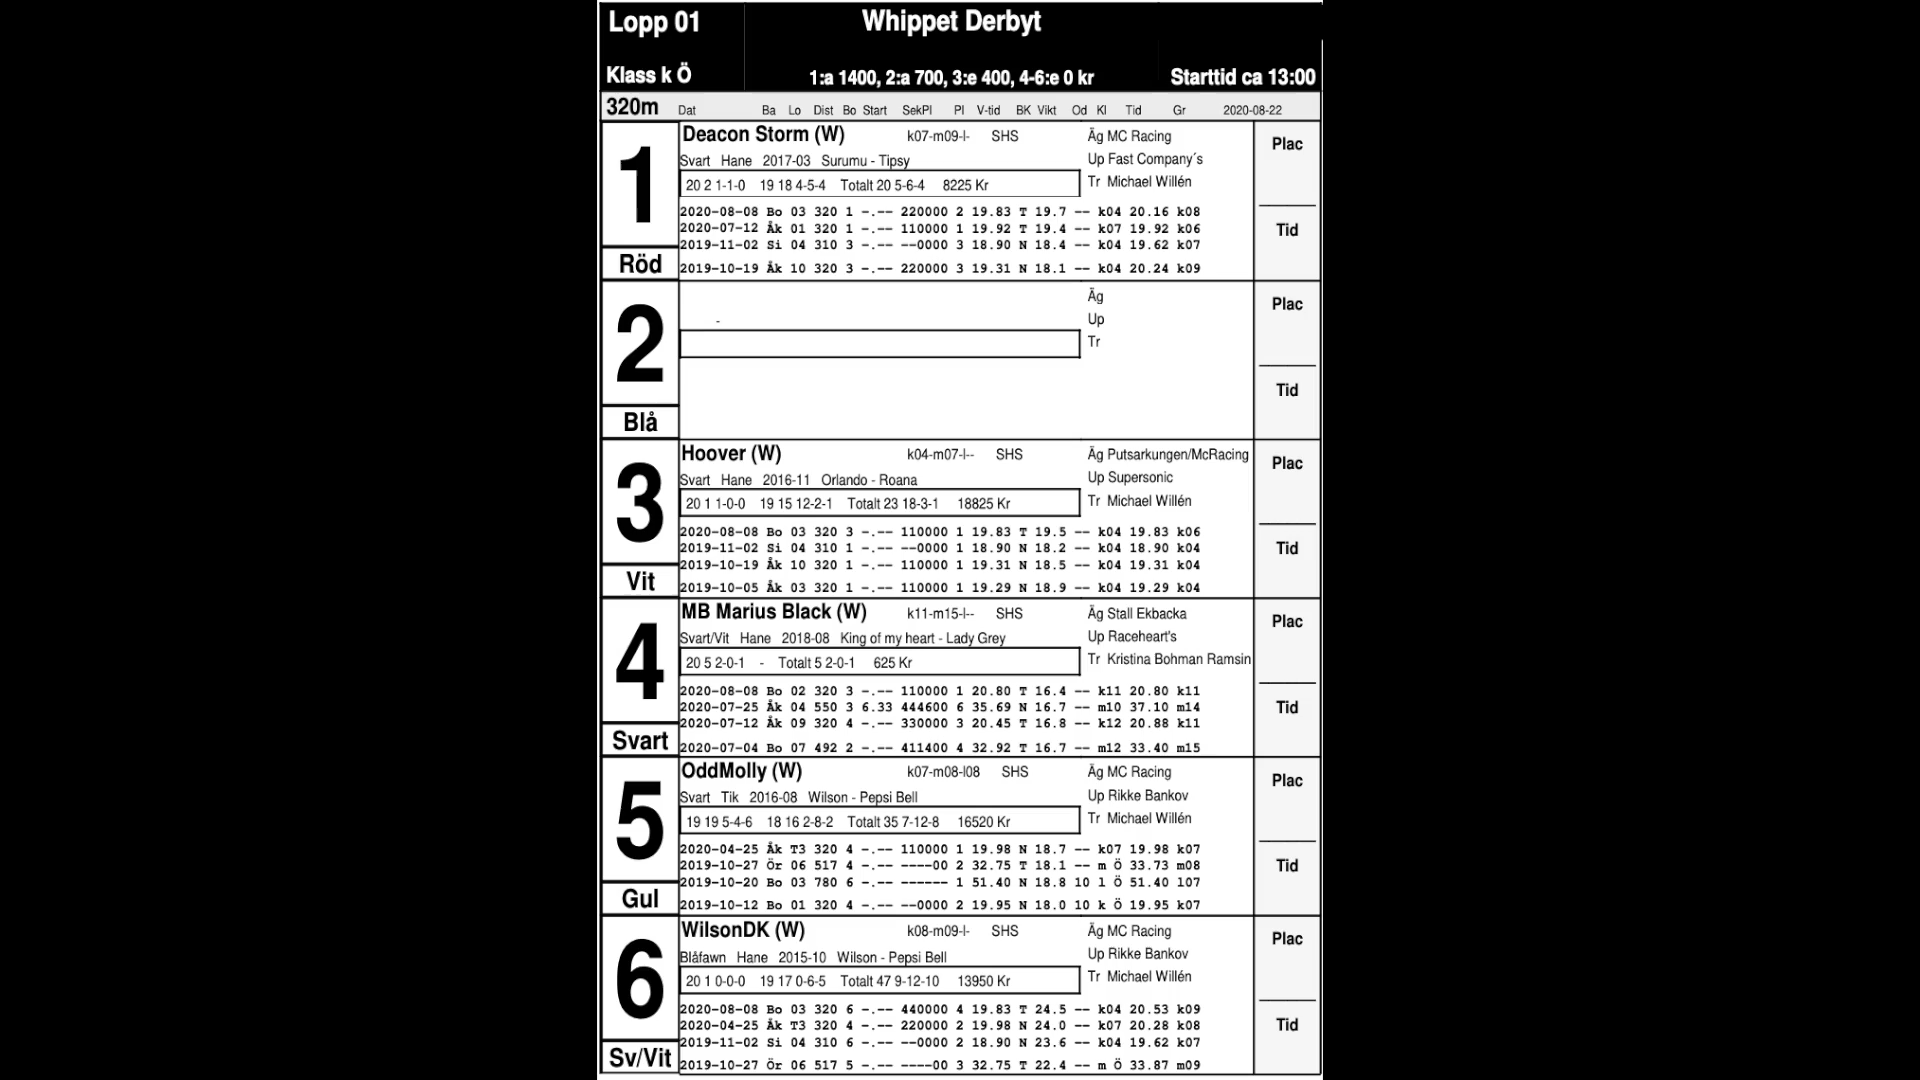 Lopp 01 Whippet Derbyt
Klass k Ö 1:a 1400, 2:a 700, 3:e 400, 4-6:e 0 kr Starttid ca 13:00
320m Dat Ba Lo Dist Bo Start SekPl Pl V-tid BK Vikt Od Kl Tid Gr 2020-08-22
1
Röd
Deacon Storm (W) k07-m09-l- SHS Äg MC Racing
Svart Hane 2017-03 Surumu - Tipsy Up Fast Company´s
20 2 1-1-0 19 18 4-5-4 Totalt 20 5-6-4 8225 Kr Tr Michael Willén
2020-08-08 Bo 03 320 1 -.-- 220000 2 19.83 T 19.7 -- k04 20.16 k08
2020-07-12 Åk 01 320 1 -.-- 110000 1 19.92 T 19.4 -- k07 19.92 k06
2019-11-02 Si 04 310 3 -.-- --0000 3 18.90 N 18.4 -- k04 19.62 k07
2019-10-19 Åk 10 320 3 -.-- 220000 3 19.31 N 18.1 -- k04 20.24 k09
Plac
Tid
2
Blå
Äg
- Up
Tr
Plac
Tid
3
Vit
Hoover (W) k04-m07-l-- SHS Äg Putsarkungen/McRacing
Svart Hane 2016-11 Orlando - Roana Up Supersonic
20 1 1-0-0 19 15 12-2-1 Totalt 23 18-3-1 18825 Kr Tr Michael Willén
2020-08-08 Bo 03 320 3 -.-- 110000 1 19.83 T 19.5 -- k04 19.83 k06
2019-11-02 Si 04 310 1 -.-- --0000 1 18.90 N 18.2 -- k04 18.90 k04
2019-10-19 Åk 10 320 1 -.-- 110000 1 19.31 N 18.5 -- k04 19.31 k04
2019-10-05 Åk 03 320 1 -.-- 110000 1 19.29 N 18.9 -- k04 19.29 k04
Plac
Tid
4
Svart
MB Marius Black (W) k11-m15-l-- SHS Äg Stall Ekbacka
Svart/Vit Hane 2018-08 King of my heart - Lady Grey Up Raceheart's
20 5 2-0-1 - Totalt 5 2-0-1 625 Kr Tr Kristina Bohman Ramsin
2020-08-08 Bo 02 320 3 -.-- 110000 1 20.80 T 16.4 -- k11 20.80 k11
2020-07-25 Åk 04 550 3 6.33 444600 6 35.69 N 16.7 -- m10 37.10 m14
2020-07-12 Åk 09 320 4 -.-- 330000 3 20.45 T 16.8 -- k12 20.88 k11
2020-07-04 Bo 07 492 2 -.-- 411400 4 32.92 T 16.7 -- m12 33.40 m15
Plac
Tid
5
Gul
OddMolly (W) k07-m08-l08 SHS Äg MC Racing
Svart Tik 2016-08 Wilson - Pepsi Bell Up Rikke Bankov
19 19 5-4-6 18 16 2-8-2 Totalt 35 7-12-8 16520 Kr Tr Michael Willén
2020-04-25 Åk T3 320 4 -.-- 110000 1 19.98 N 18.7 -- k07 19.98 k07
2019-10-27 Ör 06 517 4 -.-- ----00 2 32.75 T 18.1 -- m Ö 33.73 m08
2019-10-20 Bo 03 780 6 -.-- ------ 1 51.40 N 18.8 10 l Ö 51.40 l07
2019-10-12 Bo 01 320 4 -.-- --0000 2 19.95 N 18.0 10 k Ö 19.95 k07
Plac
Tid
6
Sv/Vit
WilsonDK (W) k08-m09-l- SHS Äg MC Racing
Blåfawn Hane 2015-10 Wilson - Pepsi Bell Up Rikke Bankov
20 1 0-0-0 19 17 0-6-5 Totalt 47 9-12-10 13950 Kr Tr Michael Willén
2020-08-08 Bo 03 320 6 -.-- 440000 4 19.83 T 24.5 -- k04 20.53 k09
2020-04-25 Åk T3 320 4 -.-- 220000 2 19.98 N 24.0 -- k07 20.28 k08
2019-11-02 Si 04 310 6 -.-- --0000 2 18.90 N 23.6 -- k04 19.62 k07
2019-10-27 Ör 06 517 5 -.-- ----00 3 32.75 T 22.4 -- m Ö 33.87 m09
Plac
Tid